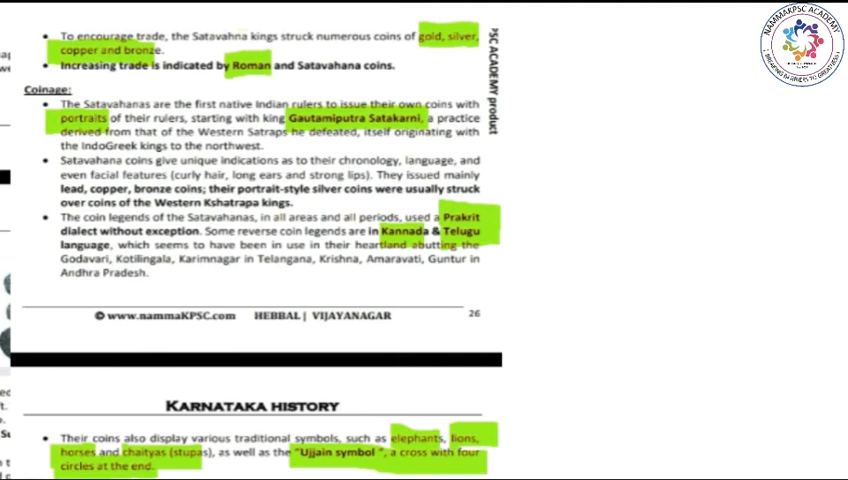 To encourage trade, the Satavahna kings struck numerous coins of gold, silver,
copper and bronze.
Increasing trade is indicated by Roman and Satavahana coins.
Coinage:
The Satavahanas are the first native Indian rulers to issue their own coins with
portraits of their rulers, starting with king Gautamiputra Satakarni, a practice
derived from that of the Western Satraps he defeated, itself originating with
the IndoGreek kings to the northwest.
Satavahana coins give unique indications as to their chronology, language, and
even facial features (curly hair, long ears and strong lips). They issued mainly
lead, copper, bronze coins; their portrait-style silver coins were usually struck
over coins of the Western Kshatrapa kings.
The coin legends of the Satavahanas, in all areas and all periods, used a Prakrit
dialect without exception. Some reverse coin legends are in Kannada & Telugu
language, which seems to have been in use in their heartland abutting the
Godavari, Kotilingala, Karimnagar in Telangana, Krishna, Amaravati, Guntur in
Andhra Pradesh.
© www.nammaKPSC.com HEBBAL | VIJAYANAGAR 26
PSC ACADEMY product
KARNATAKA HISTORY
Their coins also display various traditional symbols, such as elephants, lions,
horses and chaityas (stupas), as well as the "Ujjain symbol ", a cross with four
circles at the end.
NAMMAKPSC ACADEMY